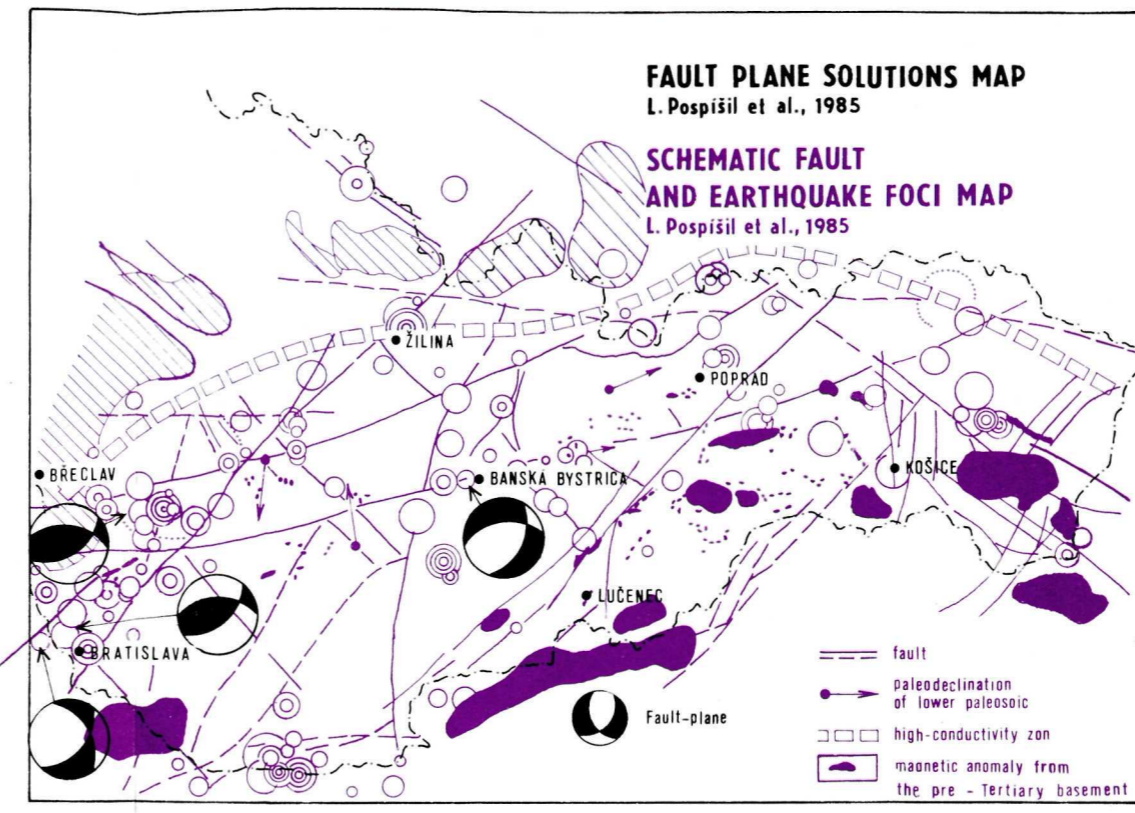 FAULT PLANE SOLUTIONS MAP
L. Pospíšil et al., 1985
SCHEMATIC FAULT
AND EARTHQUAKE FOCI MAP
L. Pospíšil et al., 1985
ŽILINA
POPRAD
BŘECLAV
BANSKÁ BYSTRICA
KOŠICE
LUČENEC
BRATISLAVA
Fault-plane
fault
paleodeclination
of lower paleosoic
high-conductivity zon
magnetic anomaly from
the pre - Tertiary basement